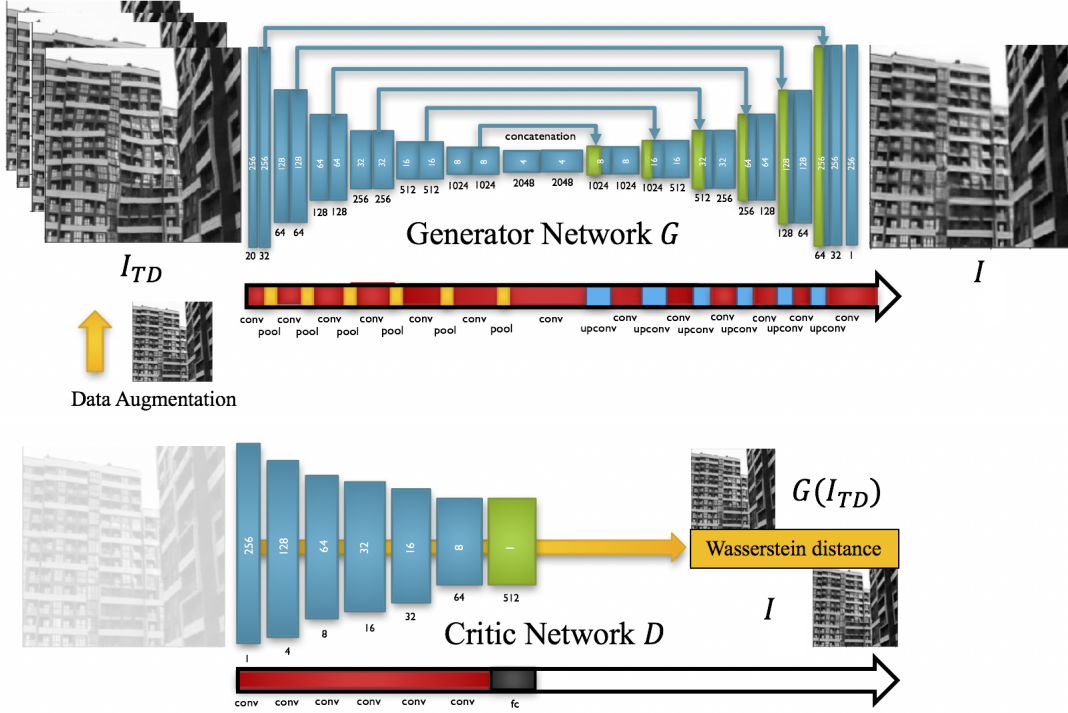 concatenation
256 256 128 128 64 64 32 32 16 16 8 8 4 4 8 8 16 16 32 32 64 64 128 128 256 256 256
20 32 64 64 128 128 256 256 512 512 1024 1024 2048 2048 1024 1024 1024 512 512 256 256 128 128 64 64 32 1
Generator Network G
I_TD
I
conv conv conv conv conv conv conv conv conv conv conv conv conv
pool pool pool pool pool pool upconv upconv upconv upconv upconv upconv
Data Augmentation
256 128 64 32 16 8 1
1 4 8 16 32 64 512
G(I_TD)
Wasserstein distance
I
Critic Network D
conv conv conv conv conv fc